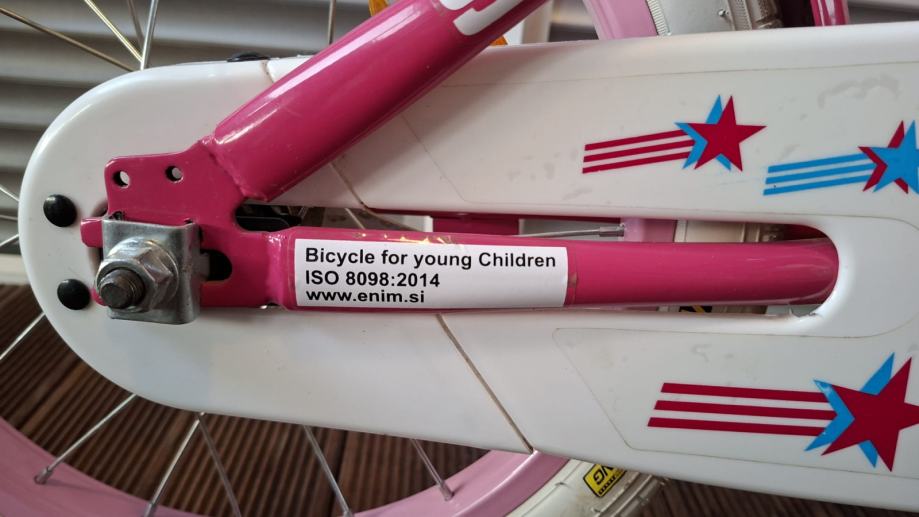 Bicycle for young Children
ISO 8098:2014
www.enim.si